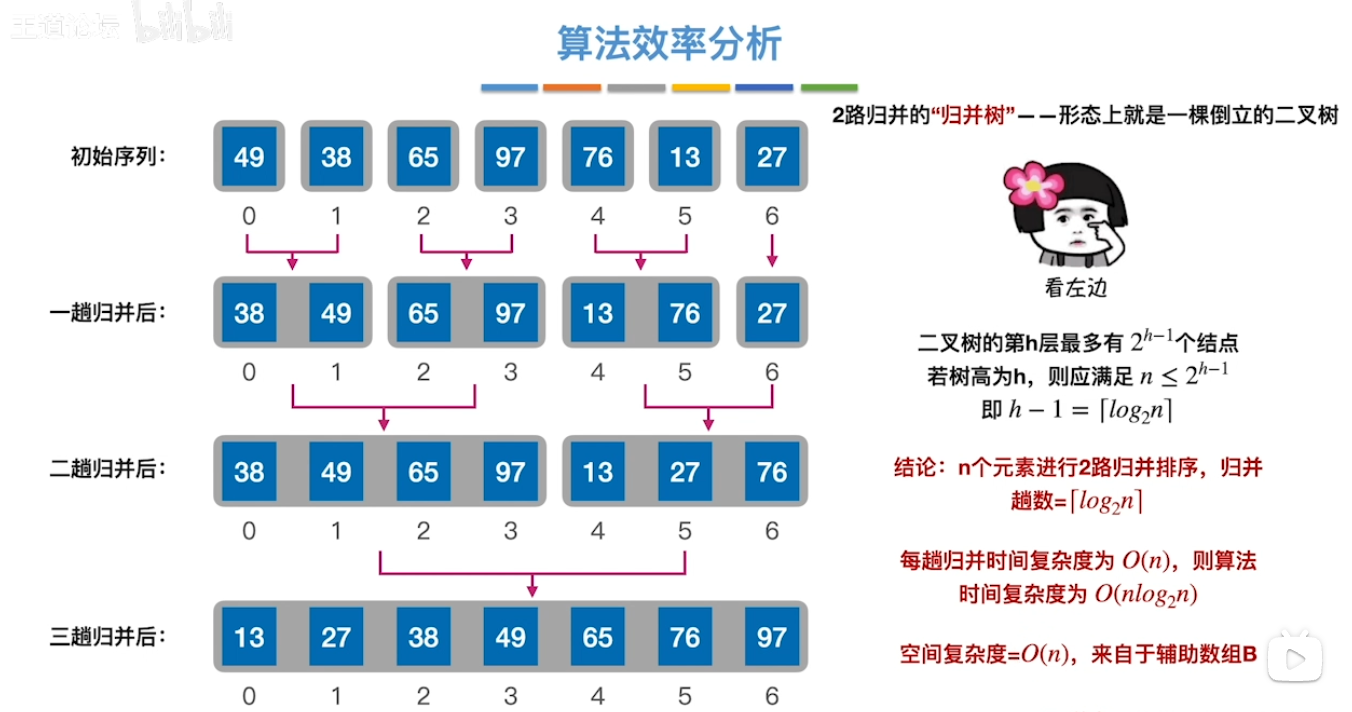 王道论坛 bilibili
算法效率分析
2路归并的“归并树”——形态上就是一棵倒立的二叉树
初始序列： 49 38 65 97 76 13 27
0 1 2 3 4 5 6
看左边
一趟归并后： 38 49 65 97 13 76 27
0 1 2 3 4 5 6
二叉树的第h层最多有 2^{h−1}个结点
若树高为h，则应满足 n ≤ 2^{h−1}
即 h − 1 = ⌈log₂n⌉
二趟归并后： 38 49 65 97 13 27 76
0 1 2 3 4 5 6
结论：n个元素进行2路归并排序，归并
趟数=⌈log₂n⌉
每趟归并时间复杂度为 O(n)，则算法
时间复杂度为 O(nlog₂n)
三趟归并后： 13 27 38 49 65 76 97
0 1 2 3 4 5 6
空间复杂度=O(n)，来自于辅助数组B